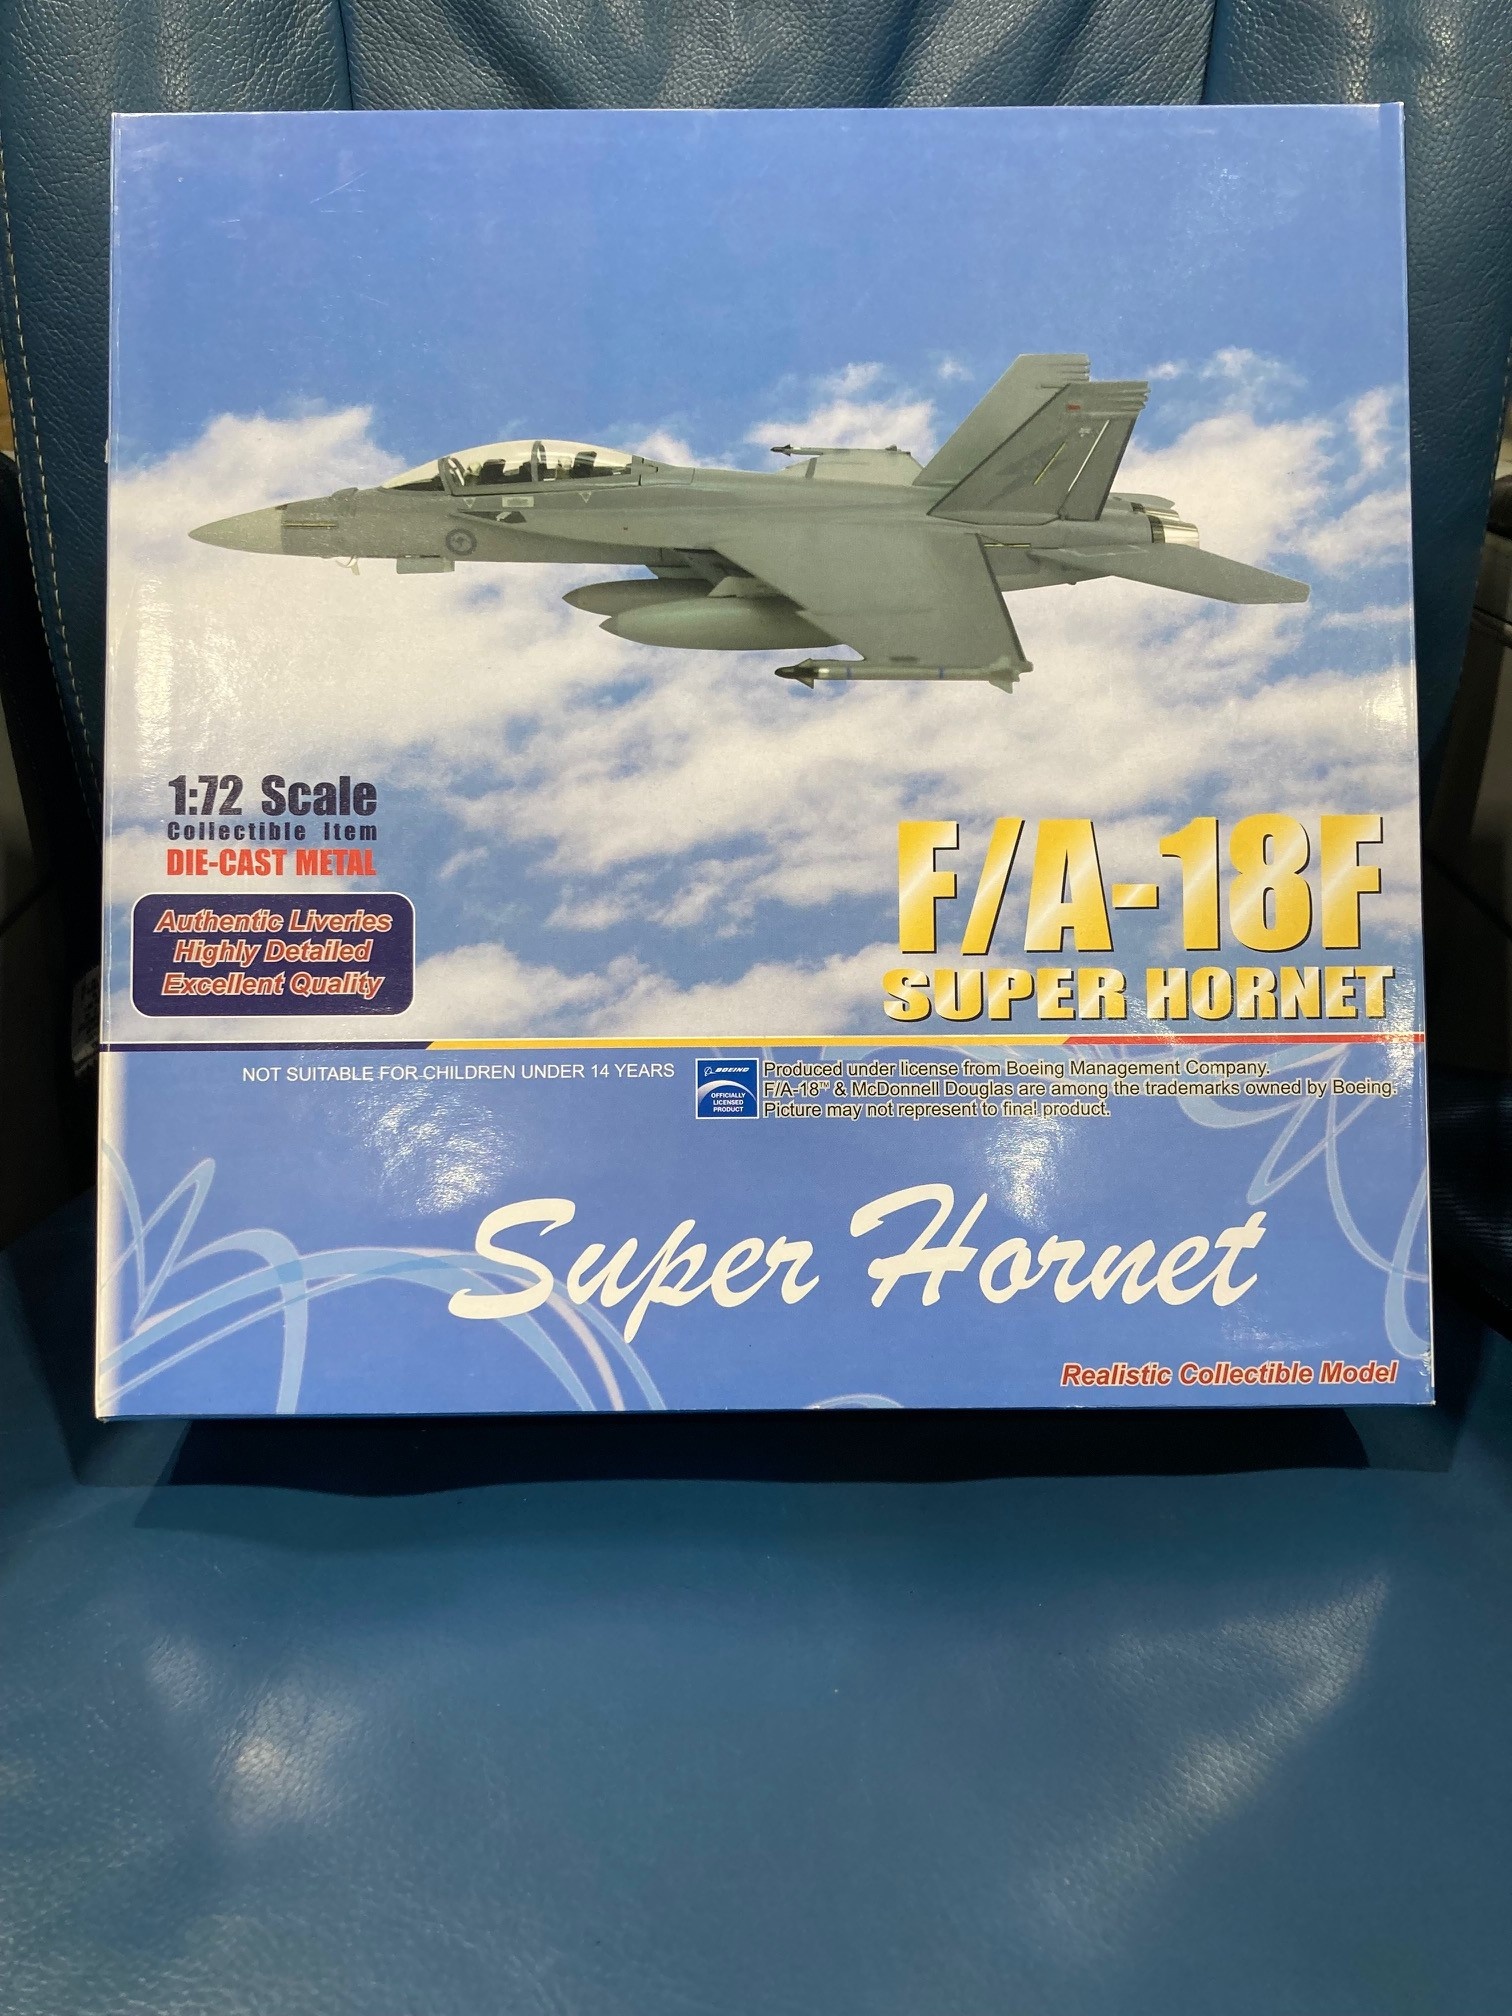 1:72 Scale
Collectible Item
DIE-CAST METAL
Authentic Liveries
Highly Detailed
Excellent Quality
F/A-18F
SUPER HORNET
NOT SUITABLE FOR CHILDREN UNDER 14 YEARS
BOEING
OFFICIALLY
LICENSED
PRODUCT
Produced under license from Boeing Management Company.
F/A-18™ & McDonnell Douglas are among the trademarks owned by Boeing.
Picture may not represent to final product.
Super Hornet
Realistic Collectible Model